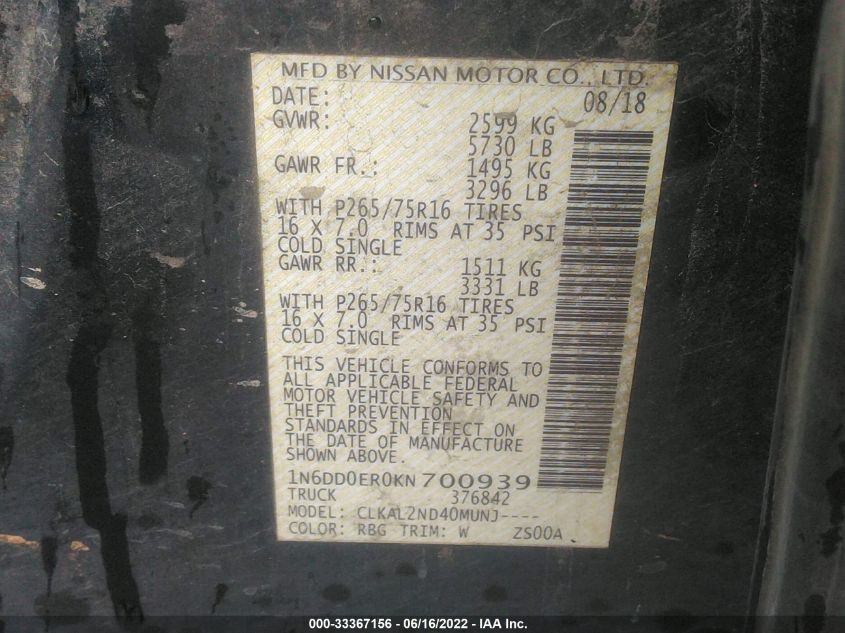 MFD BY NISSAN MOTOR CO., LTD.
DATE: 08/18
GVWR: 2599 KG
5730 LB
GAWR FR.: 1495 KG
3296 LB
WITH P265/75R16 TIRES
16 X 7.0 RIMS AT 35 PSI
COLD SINGLE
GAWR RR.: 1511 KG
3331 LB
WITH P265/75R16 TIRES
16 X 7.0 RIMS AT 35 PSI
COLD SINGLE
THIS VEHICLE CONFORMS TO
ALL APPLICABLE FEDERAL
MOTOR VEHICLE SAFETY AND
THEFT PREVENTION
STANDARDS IN EFFECT ON
THE DATE OF MANUFACTURE
SHOWN ABOVE.
1N6DD0ER0KN700939
TRUCK 376842
MODEL: CLKAL2ND40MUNJ----
COLOR: RBG TRIM: W ZS00A
000-33367156 - 06/16/2022 - IAA Inc.